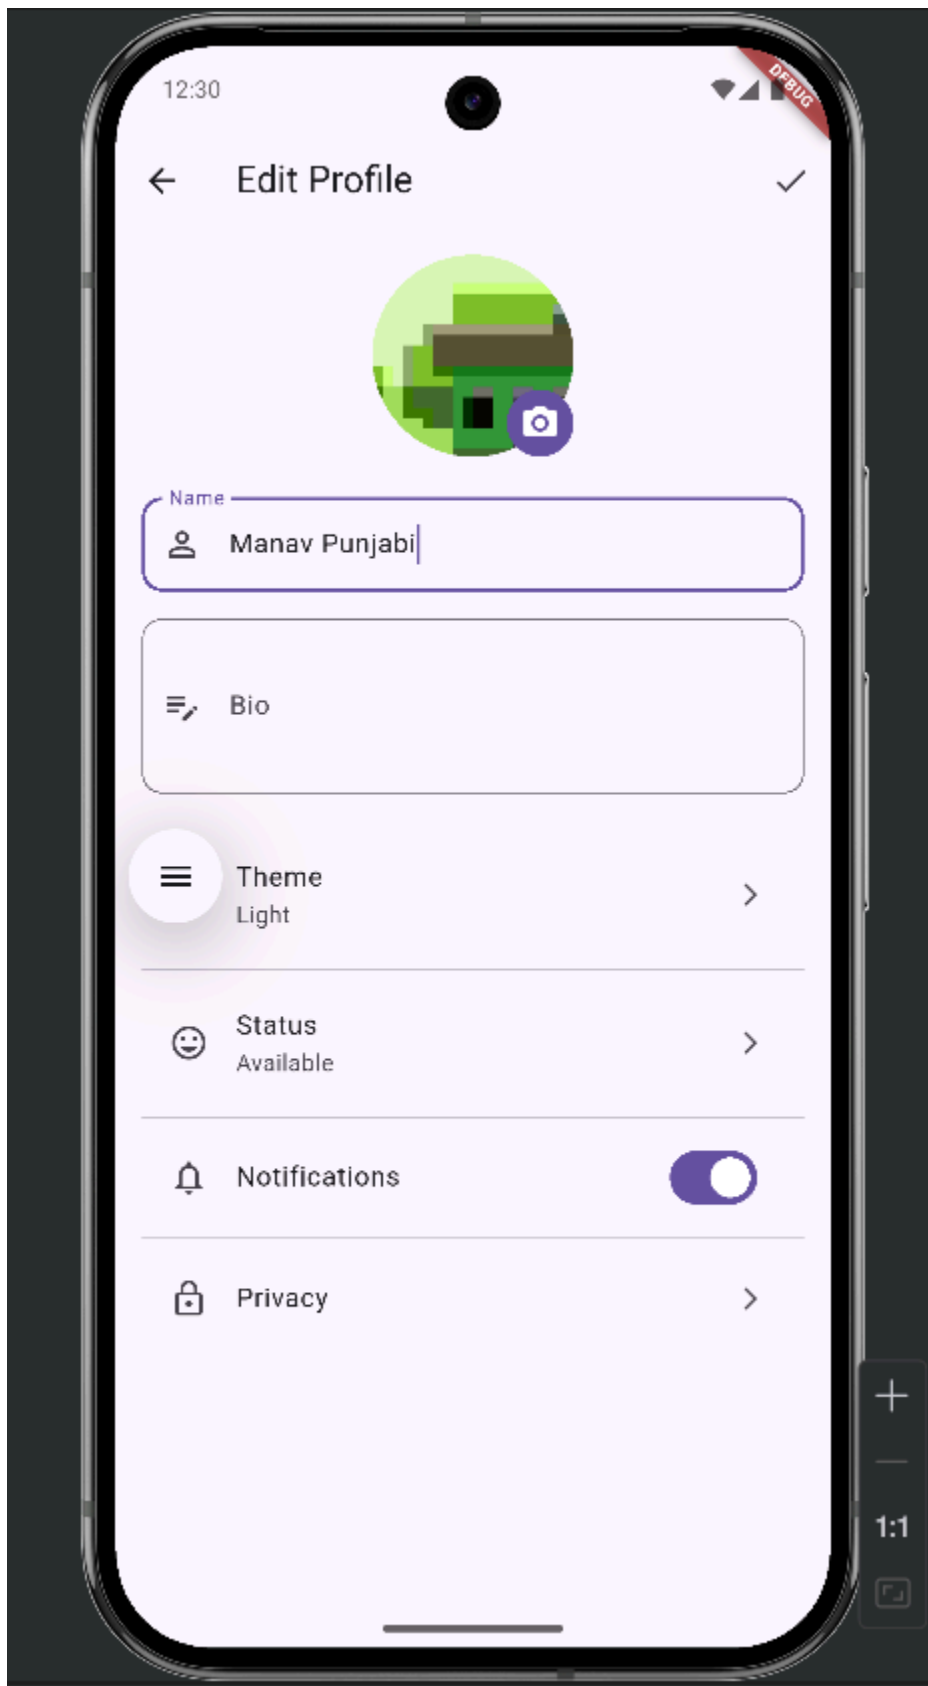 12:30
DEBUG
Edit Profile
Name
Manav Punjabi
Bio
Theme
Light
Status
Available
Notifications
Privacy
1:1